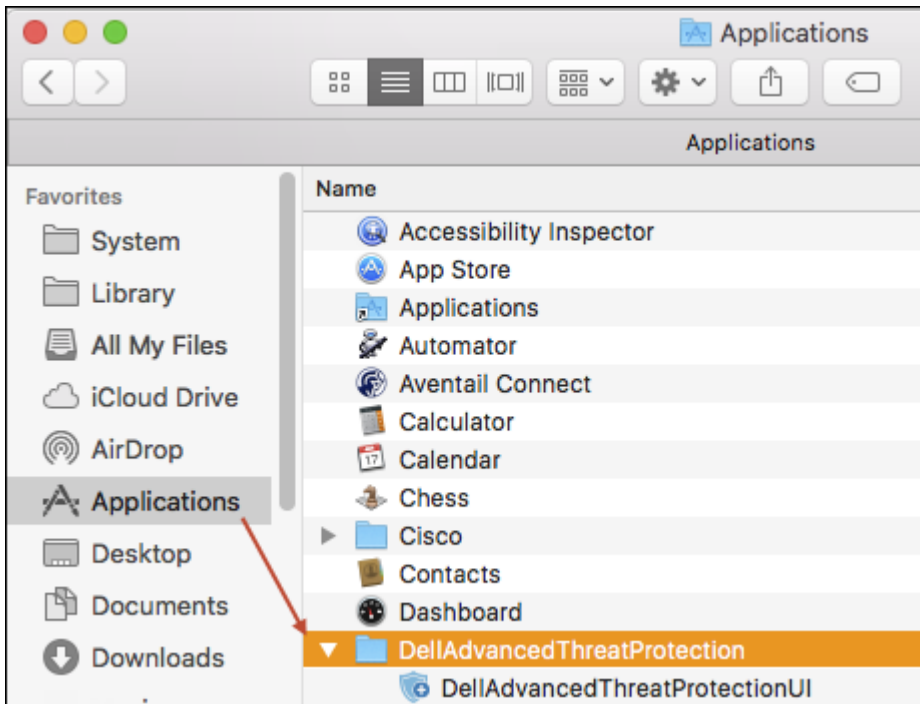 Applications
Applications
Favorites
System
Library
All My Files
iCloud Drive
AirDrop
Applications
Desktop
Documents
Downloads
Name
Accessibility Inspector
App Store
Applications
Automator
Aventail Connect
Calculator
17
Calendar
Chess
Cisco
Contacts
Dashboard
DellAdvancedThreatProtection
DellAdvancedThreatProtectionUI